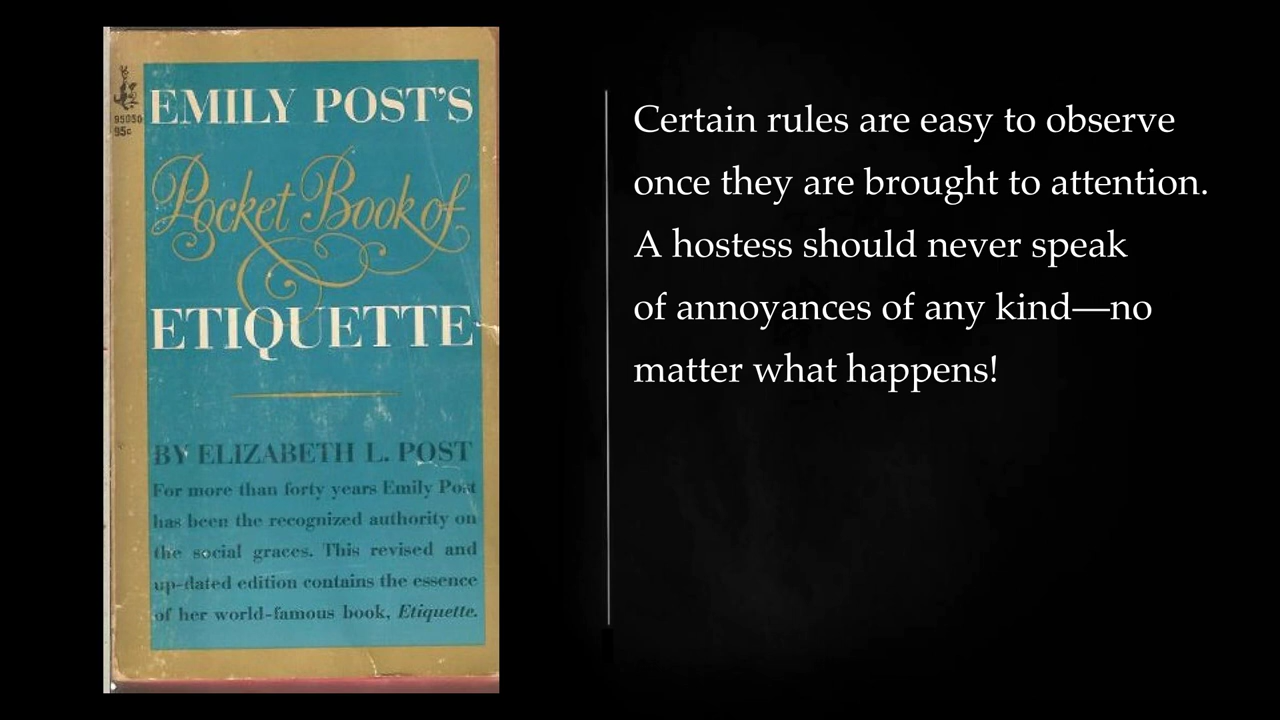 EMILY POST'S
Pocket Book of
ETIQUETTE
95050
95c
BY ELIZABETH L. POST
For more than forty years Emily Post
has been the recognized authority on
the social graces. This revised and
up-dated edition contains the essence
of her world-famous book, Etiquette.
Certain rules are easy to observe
once they are brought to attention.
A hostess should never speak
of annoyances of any kind—no
matter what happens!